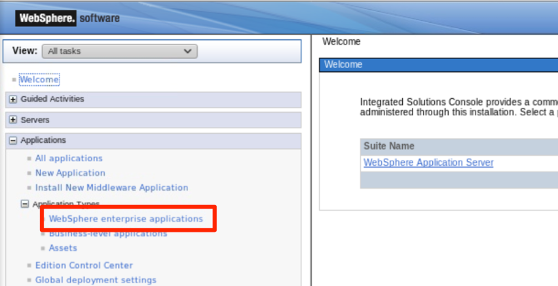 WebSphere. software
View: All tasks
Welcome
Guided Activities
Servers
Applications
All applications
New Application
Install New Middleware Application
Application Types
WebSphere enterprise applications
Business-level applications
Assets
Edition Control Center
Global deployment settings
Welcome
Welcome
Integrated Solutions Console provides a comm
administered through this installation. Select a
Suite Name
WebSphere Application Server